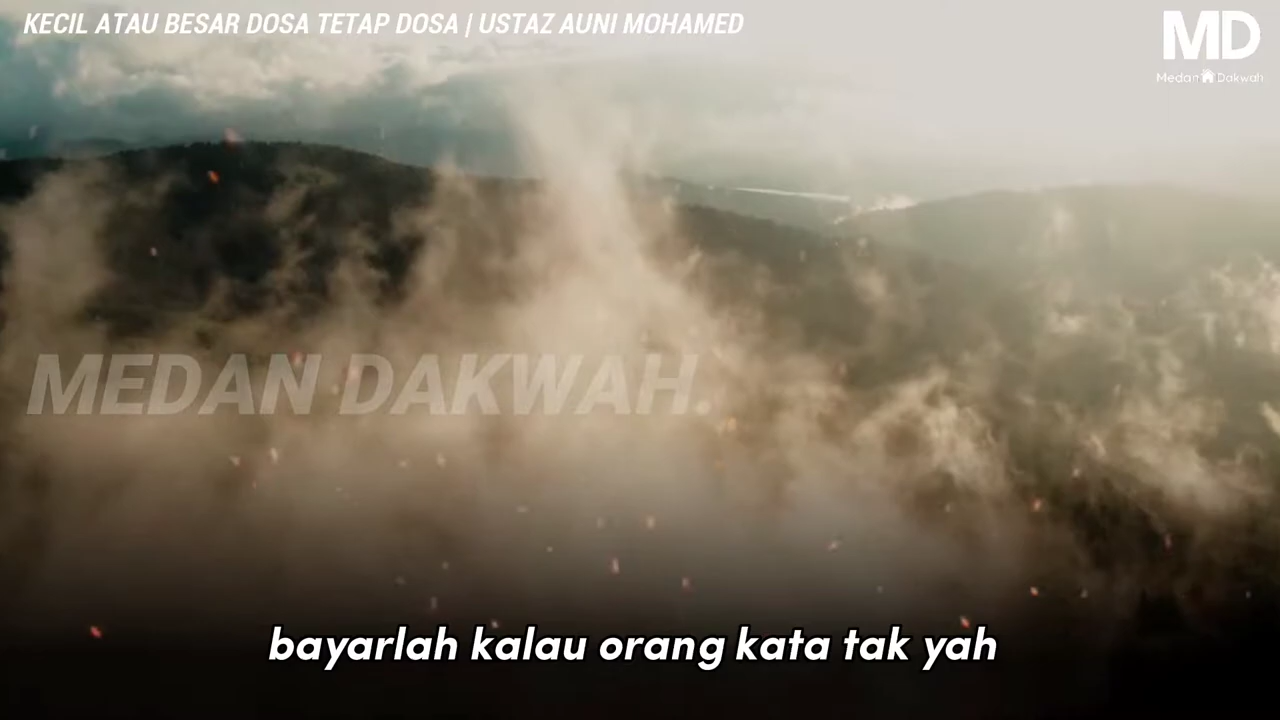 KECIL ATAU BESAR DOSA TETAP DOSA | USTAZ AUNI MOHAMED
MD
Medan Dakwah
MEDAN DAKWAH.
bayarlah kalau orang kata tak yah